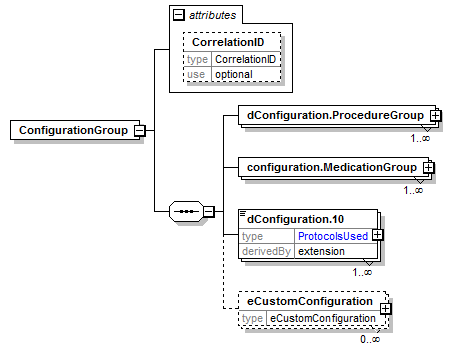 attributes
CorrelationID
type CorrelationID
use optional
ConfigurationGroup
dConfiguration.ProcedureGroup
1..∞
configuration.MedicationGroup
1..∞
dConfiguration.10
type ProtocolsUsed
derivedBy extension
1..∞
eCustomConfiguration
type eCustomConfiguration
0..∞